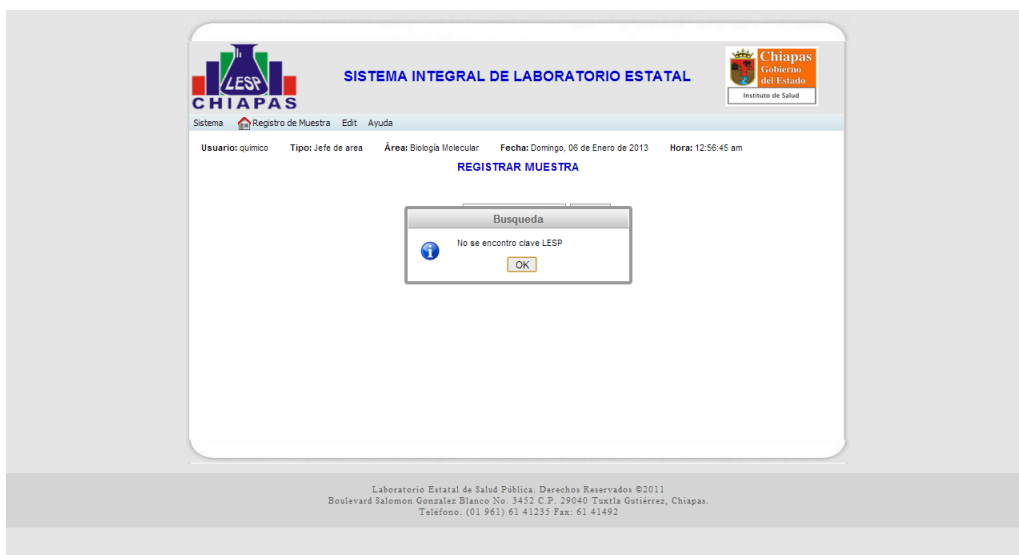 LESP
CHIAPAS
SISTEMA INTEGRAL DE LABORATORIO ESTATAL
Chiapas
Gobierno
del Estado
Instituto de Salud
Sistema Registro de Muestra Edit Ayuda
Usuario: quimico Tipo: Jefe de area Área: Biología Molecular Fecha: Domingo, 06 de Enero de 2013 Hora: 12:56:45 am
REGISTRAR MUESTRA
Busqueda
No se encontro clave LESP
OK
Laboratorio Estatal de Salud Pública. Derechos Reservados ©2011
Boulevard Salomon Gonzalez Blanco No. 3452 C.P. 29040 Tuxtla Gutiérrez, Chiapas.
Teléfono. (01 961) 61 41235 Fax: 61 41492